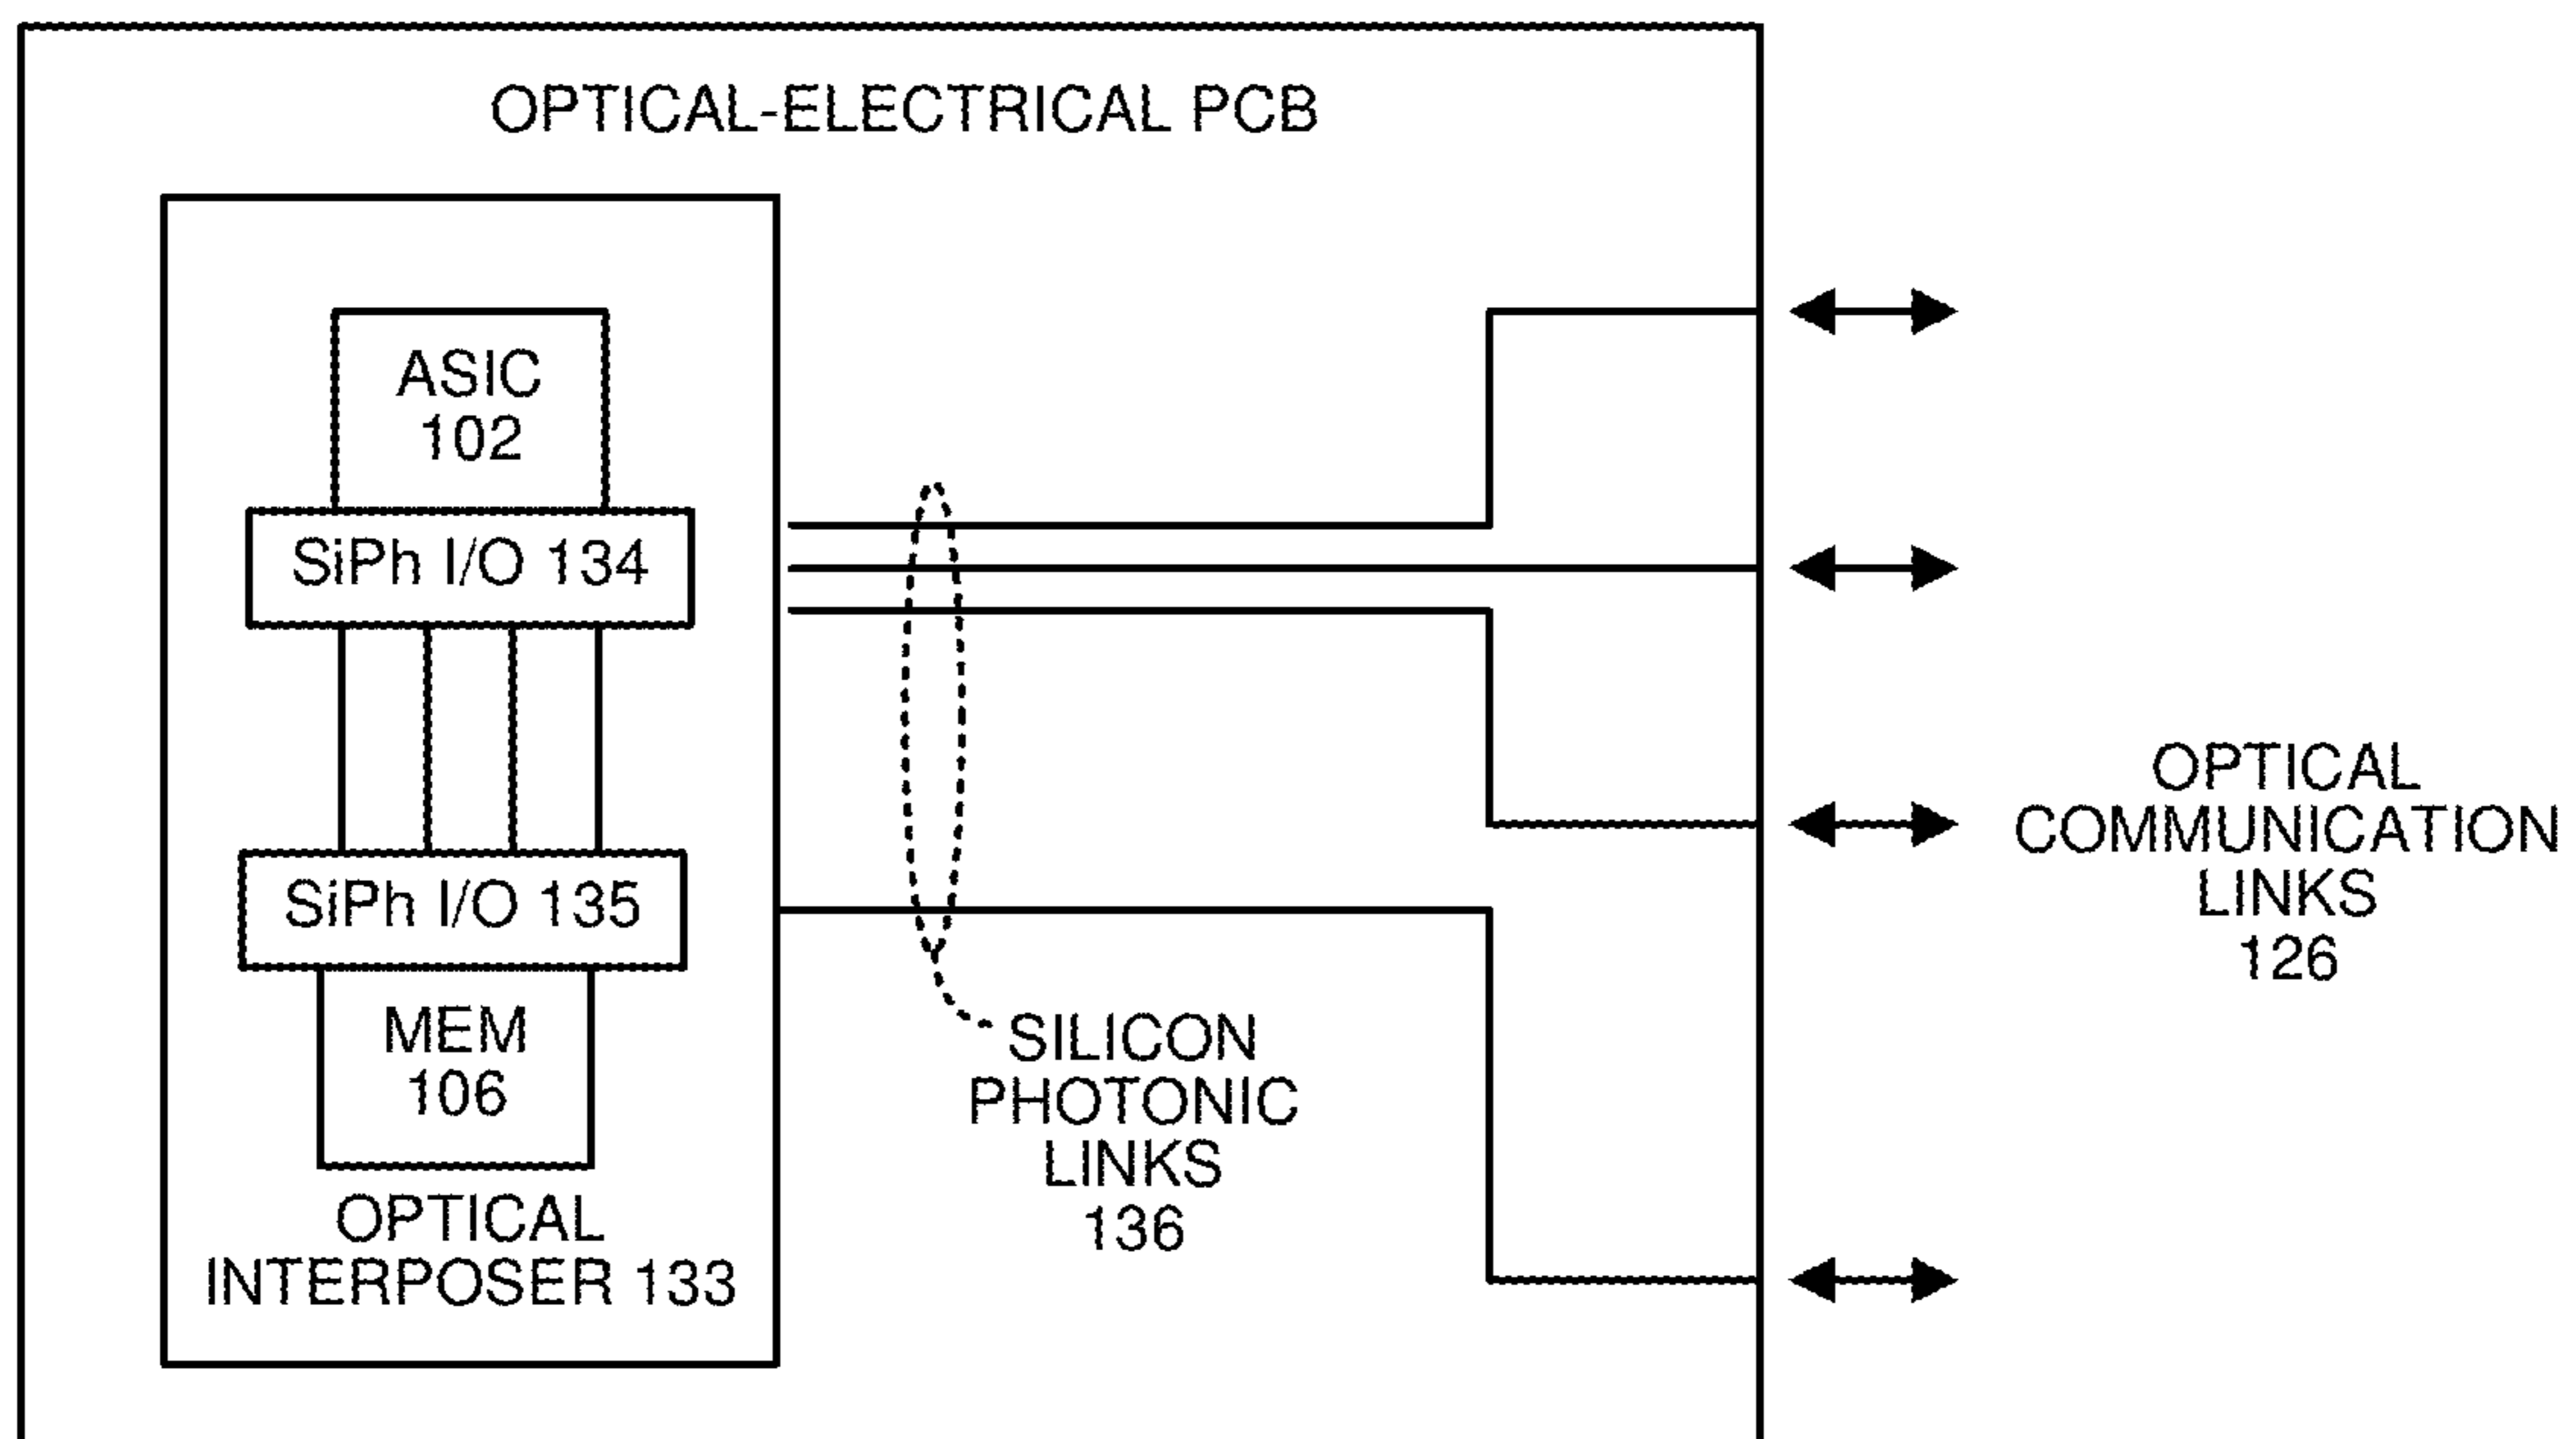 OPTICAL-ELECTRICAL PCB
ASIC
102
SiPh I/O 134
SiPh I/O 135
MEM
106
OPTICAL
INTERPOSER 133
SILICON
PHOTONIC
LINKS
136
OPTICAL
COMMUNICATION
LINKS
126